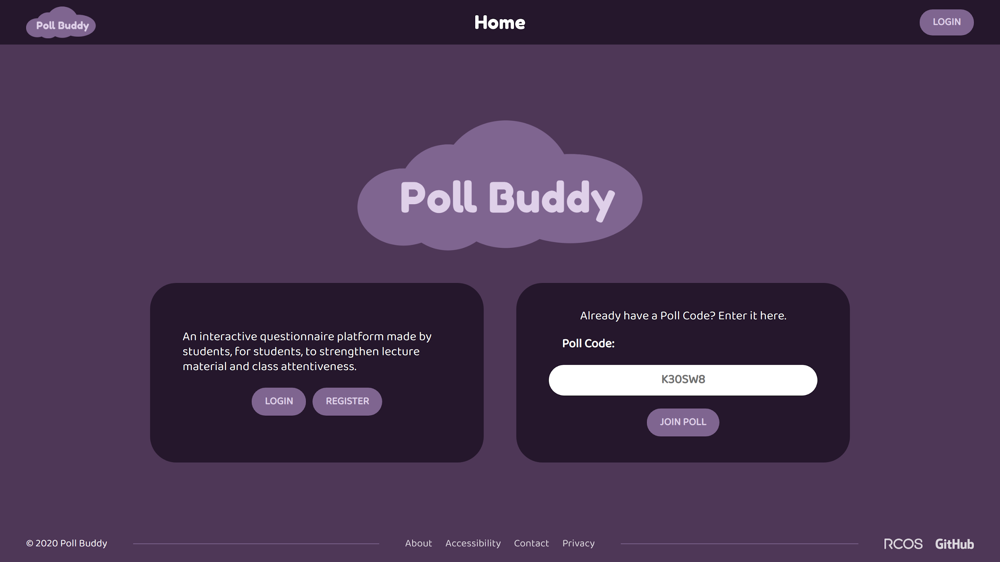 Poll Buddy
Home
LOGIN
Poll Buddy
An interactive questionnaire platform made by
students, for students, to strengthen lecture
material and class attentiveness.
LOGIN
REGISTER
Already have a Poll Code? Enter it here.
Poll Code:
K30SW8
JOIN POLL
© 2020 Poll Buddy
About
Accessibility
Contact
Privacy
RCOS
GitHub